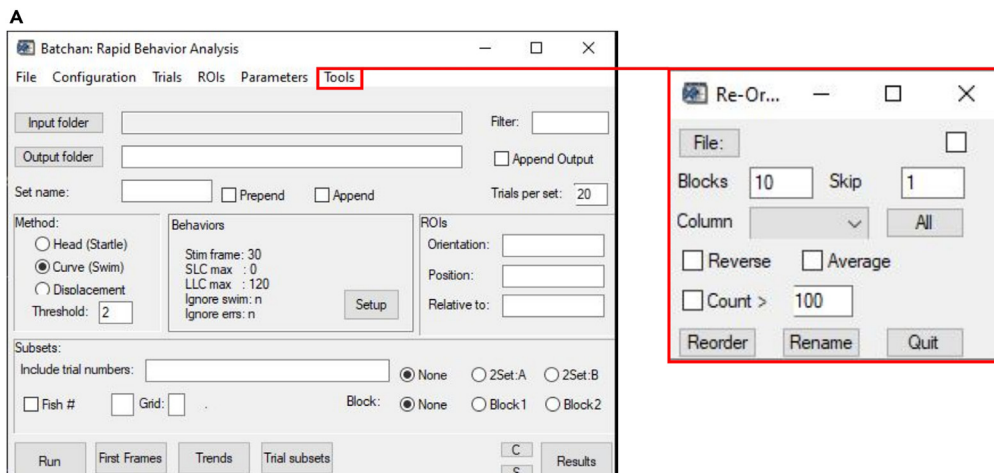 A
Batchan: Rapid Behavior Analysis
File Configuration Trials ROIs Parameters Tools
Input folder Filter:
Output folder Append Output
Set name: Prepend Append Trials per set: 20
Method: Behaviors ROIs
Head (Startle) Orientation:
Stim frame: 30
Curve (Swim) SLC max : 0 Position:
LLC max : 120
Displacement Ignore swim: n Setup Relative to:
Threshold: 2 Ignore errs: n
Subsets:
Include trial numbers: None 2Set:A 2Set:B
Fish # Grid: . Block: None Block1 Block2
Run First Frames Trends Trial subsets C Results
S
Re-Or...
File:
Blocks 10 Skip 1
Column All
Reverse Average
Count > 100
Reorder Rename Quit